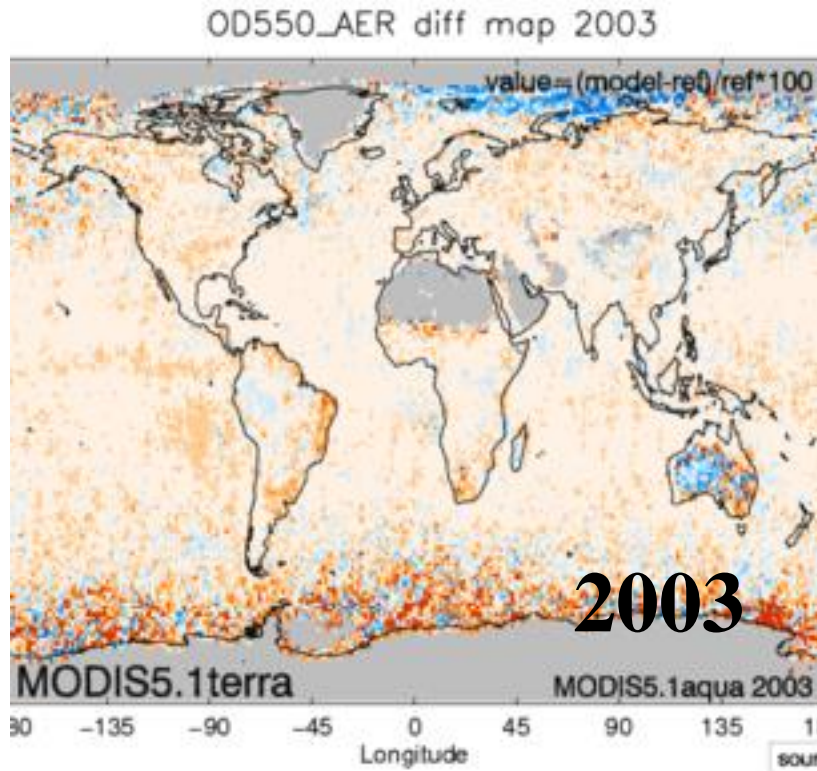 OD550_AER diff map 2003
value=(model-ref)/ref*100
2003
MODIS5.1terra
MODIS5.1aqua 2003
-135 -90 -45 0 45 90 135
Longitude